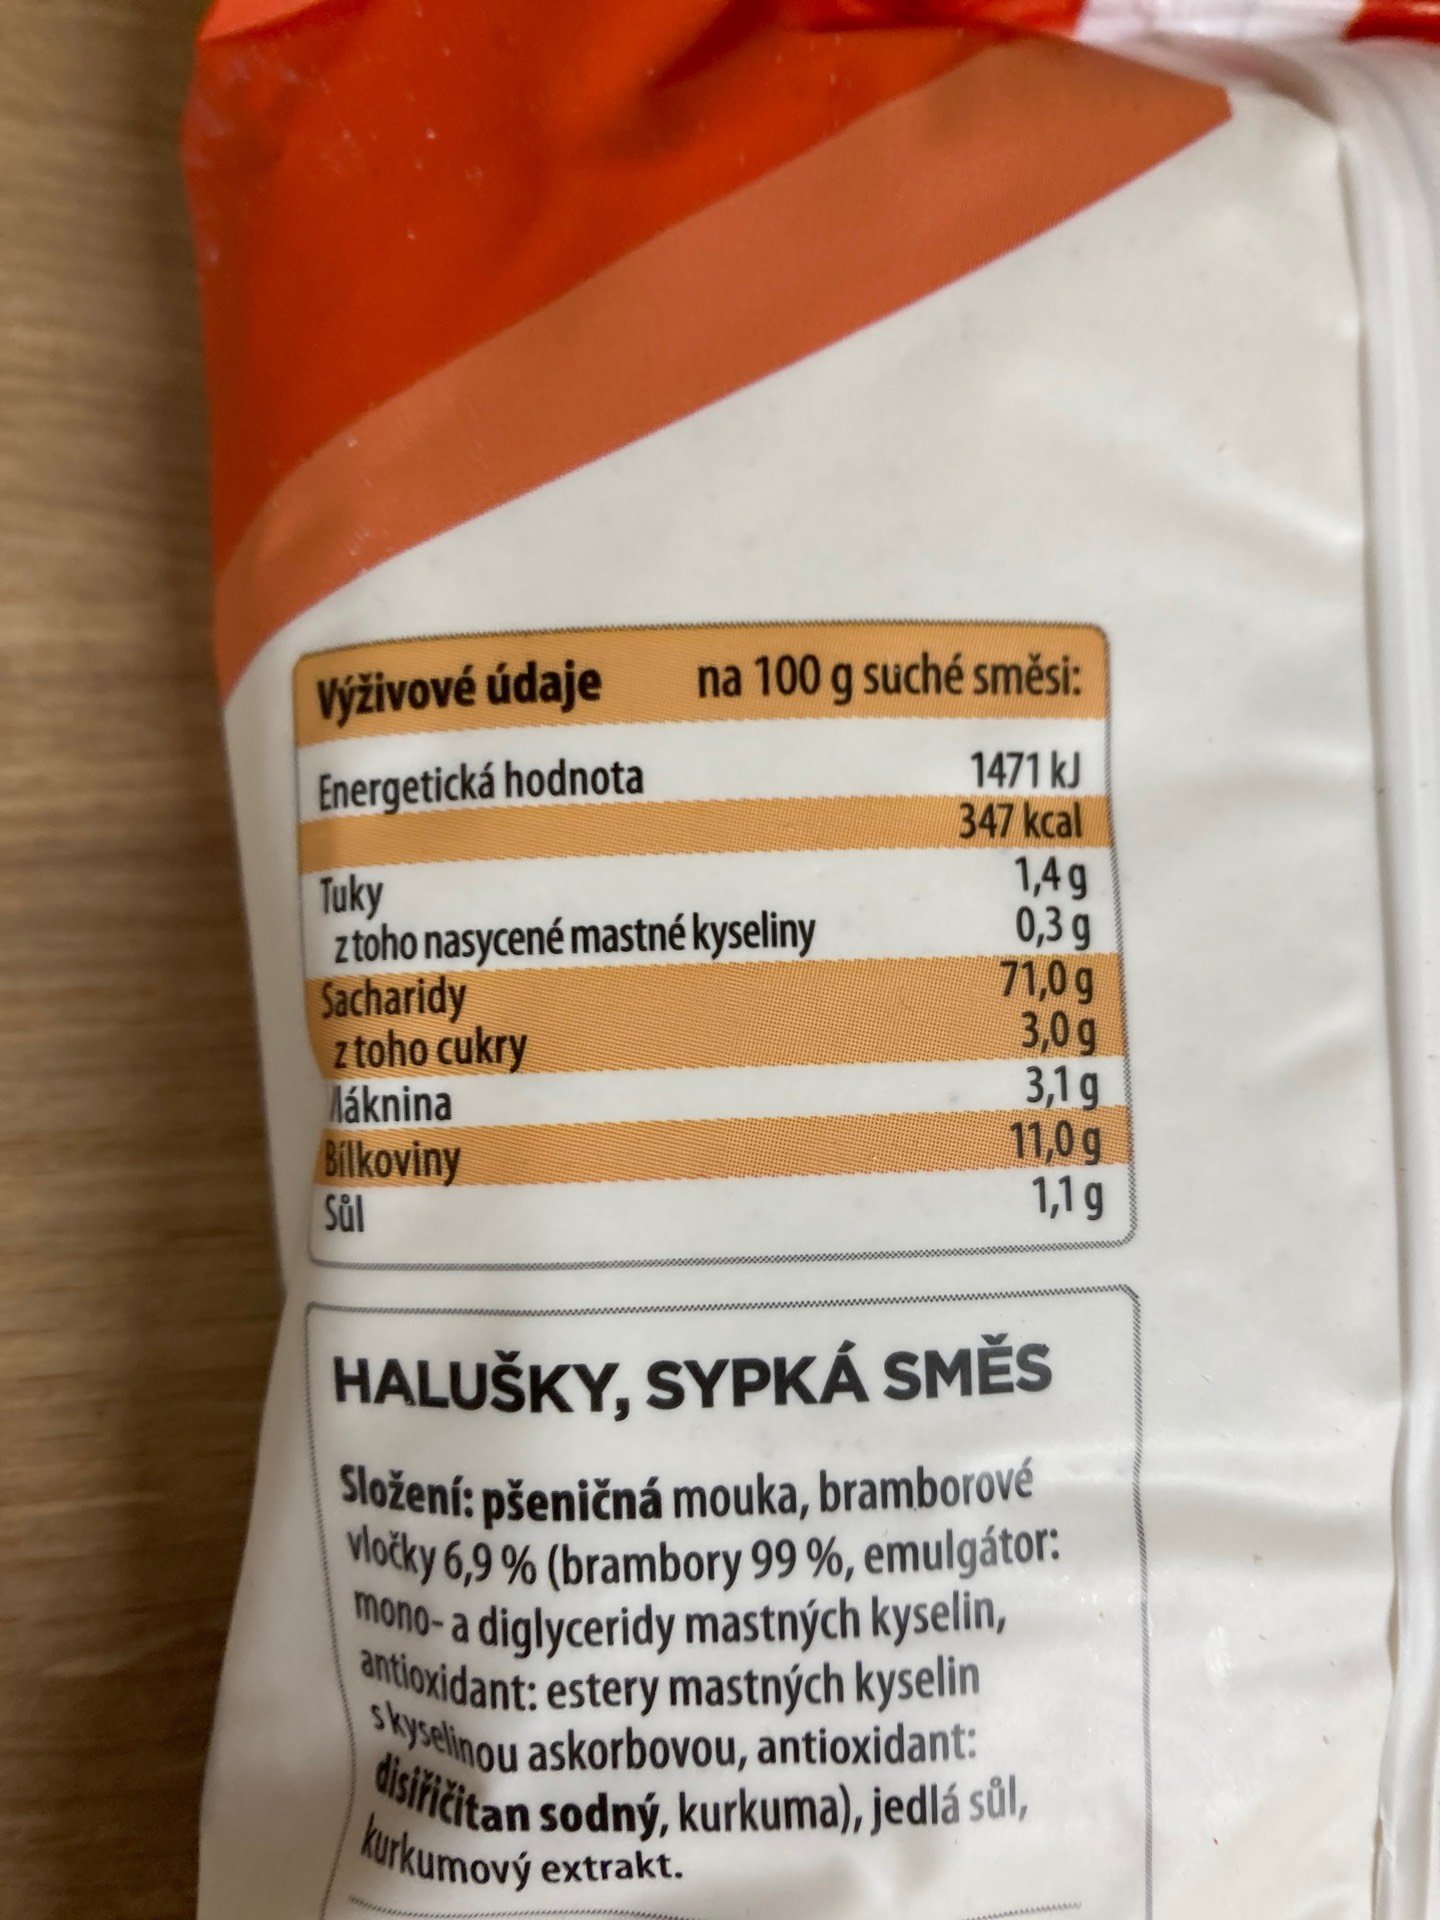 Výživové údaje na 100 g suché směsi:
Energetická hodnota 1471 kJ
347 kcal
Tuky 1,4 g
z toho nasycené mastné kyseliny 0,3 g
Sacharidy 71,0 g
z toho cukry 3,0 g
Vláknina 3,1 g
Bílkoviny 11,0 g
Sůl 1,1 g
HALUŠKY, SYPKÁ SMĚS
Složení: pšeničná mouka, bramborové
vločky 6,9 % (brambory 99 %, emulgátor:
mono- a diglyceridy mastných kyselin,
antioxidant: estery mastných kyselin
s kyselinou askorbovou, antioxidant:
disiřičitan sodný, kurkuma), jedlá sůl,
kurkumový extrakt.